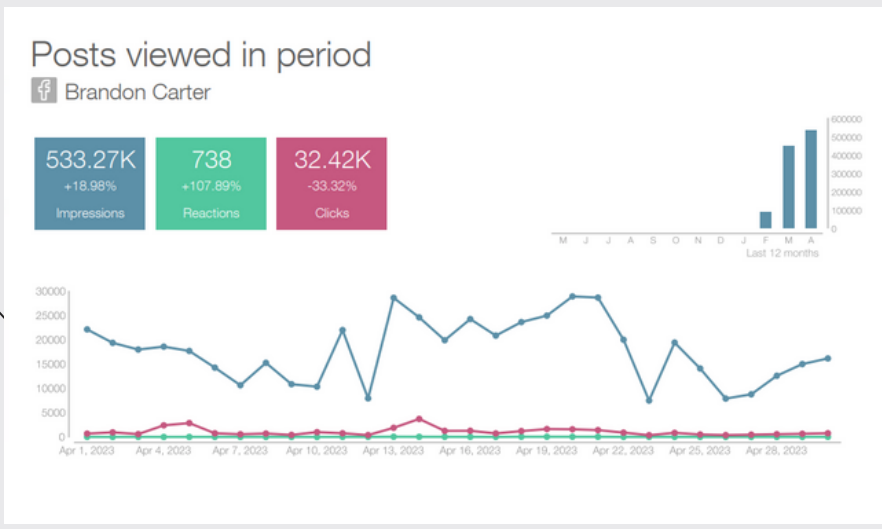 Posts viewed in period
Brandon Carter
533.27K
+18.98%
Impressions
738
+107.89%
Reactions
32.42K
-33.32%
Clicks
600000
500000
400000
300000
200000
100000
0
M J J A S O N D J F M A
Last 12 months
30000
25000
20000
15000
10000
5000
0
Apr 1, 2023 Apr 4, 2023 Apr 7, 2023 Apr 10, 2023 Apr 13, 2023 Apr 16, 2023 Apr 19, 2023 Apr 22, 2023 Apr 25, 2023 Apr 28, 2023